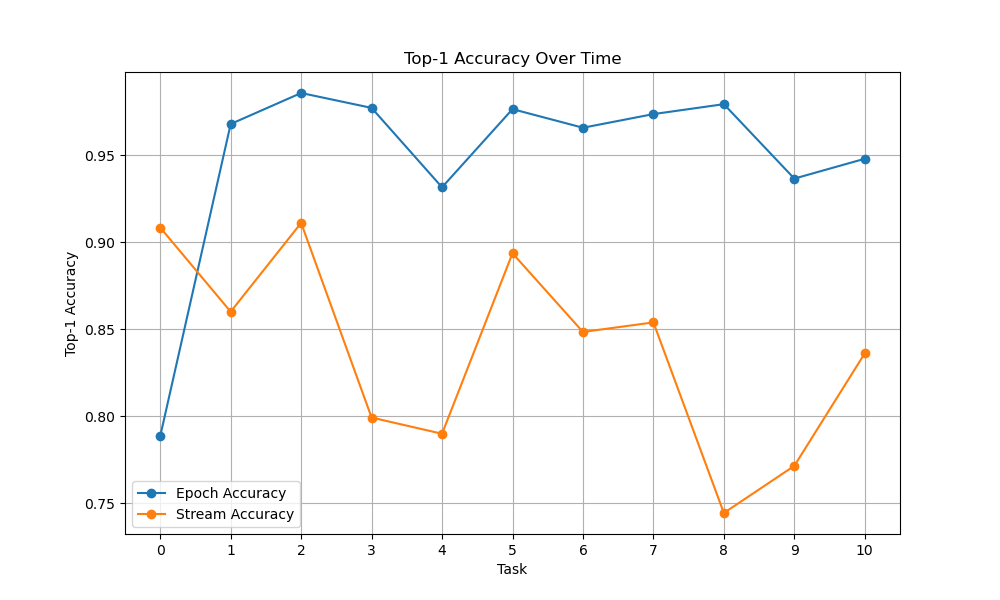 Top-1 Accuracy Over Time
Top-1 Accuracy
0.95
0.90
0.85
0.80
0.75
Epoch Accuracy
Stream Accuracy
0 1 2 3 4 5 6 7 8 9 10
Task